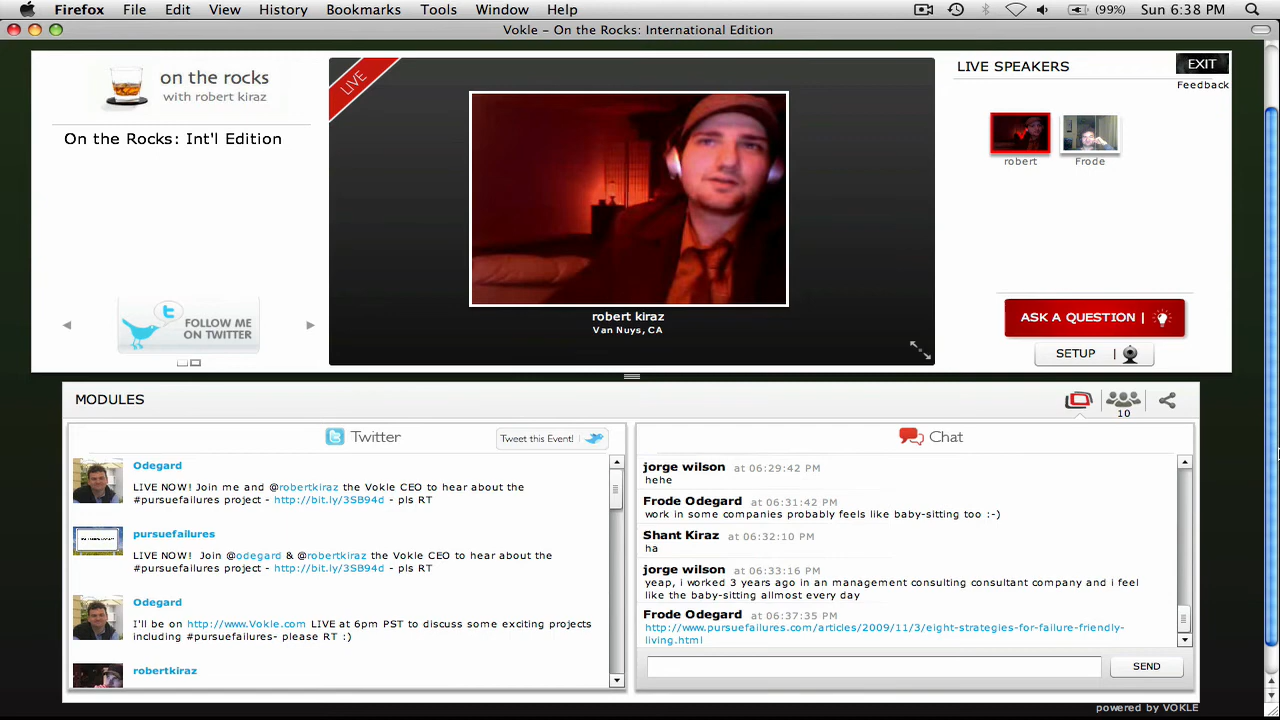 Firefox File Edit View History Bookmarks Tools Window Help (99%) Sun 6:38 PM
Vokle – On the Rocks: International Edition
on the rocks
with robert kiraz
On the Rocks: Int'l Edition
FOLLOW ME
ON TWITTER
LIVE
robert kiraz
Van Nuys, CA
LIVE SPEAKERS
EXIT
Feedback
robert
Frode
ASK A QUESTION |
SETUP |
MODULES
10
Twitter
Tweet this Event!
Odegard
LIVE NOW! Join me and @robertkiraz the Vokle CEO to hear about the
#pursuefailures project - http://bit.ly/3SB94d - pls RT
pursuefailures
LIVE NOW! Join @odegard & @robertkiraz the Vokle CEO to hear about the
#pursuefailures project - http://bit.ly/3SB94d - pls RT
Odegard
I'll be on http://www.Vokle.com LIVE at 6pm PST to discuss some exciting projects
including #pursuefailures- please RT :)
robertkiraz
Chat
jorge wilson at 06:29:42 PM
hehe
Frode Odegard at 06:31:42 PM
work in some companies probably feels like baby-sitting too :-)
Shant Kiraz at 06:32:10 PM
ha
jorge wilson at 06:33:16 PM
yeap, i worked 3 years ago in an management consulting consultant company and i feel
like the baby-sitting allmost every day
Frode Odegard at 06:37:35 PM
http://www.pursuefailures.com/articles/2009/11/3/eight-strategies-for-failure-friendly-
living.html
SEND
powered by VOKLE